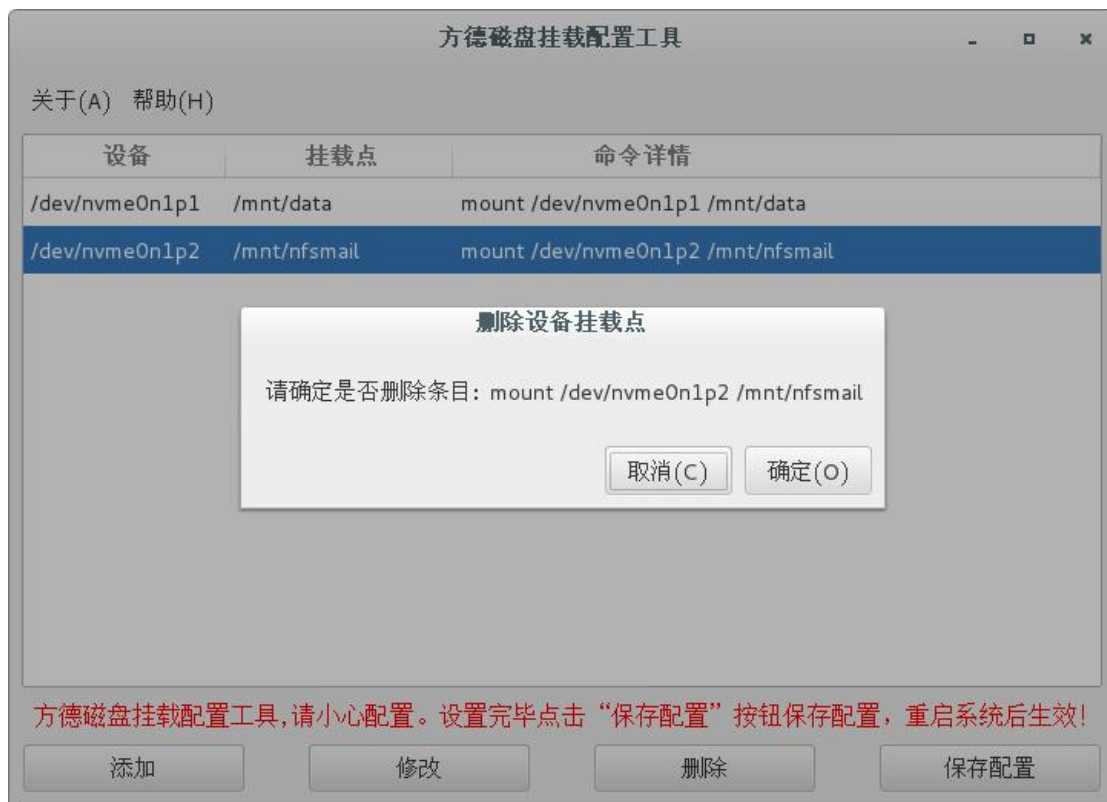 方德磁盘挂载配置工具
关于(A) 帮助(H)
设备 挂载点 命令详情
/dev/nvme0n1p1 /mnt/data mount /dev/nvme0n1p1 /mnt/data
/dev/nvme0n1p2 /mnt/nfsmail mount /dev/nvme0n1p2 /mnt/nfsmail
删除设备挂载点
请确定是否删除条目: mount /dev/nvme0n1p2 /mnt/nfsmail
取消(C) 确定(O)
方德磁盘挂载配置工具,请小心配置。设置完毕点击“保存配置”按钮保存配置，重启系统后生效!
添加 修改 删除 保存配置